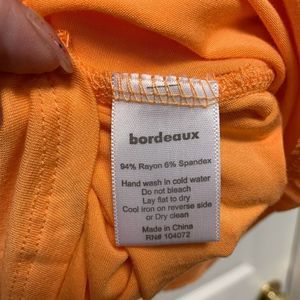 bordeaux
94% Rayon 6% Spandex
Hand wash in cold water
Do not bleach
Lay flat to dry
Cool iron on reverse side
or Dry clean
Made in China
RN# 104072